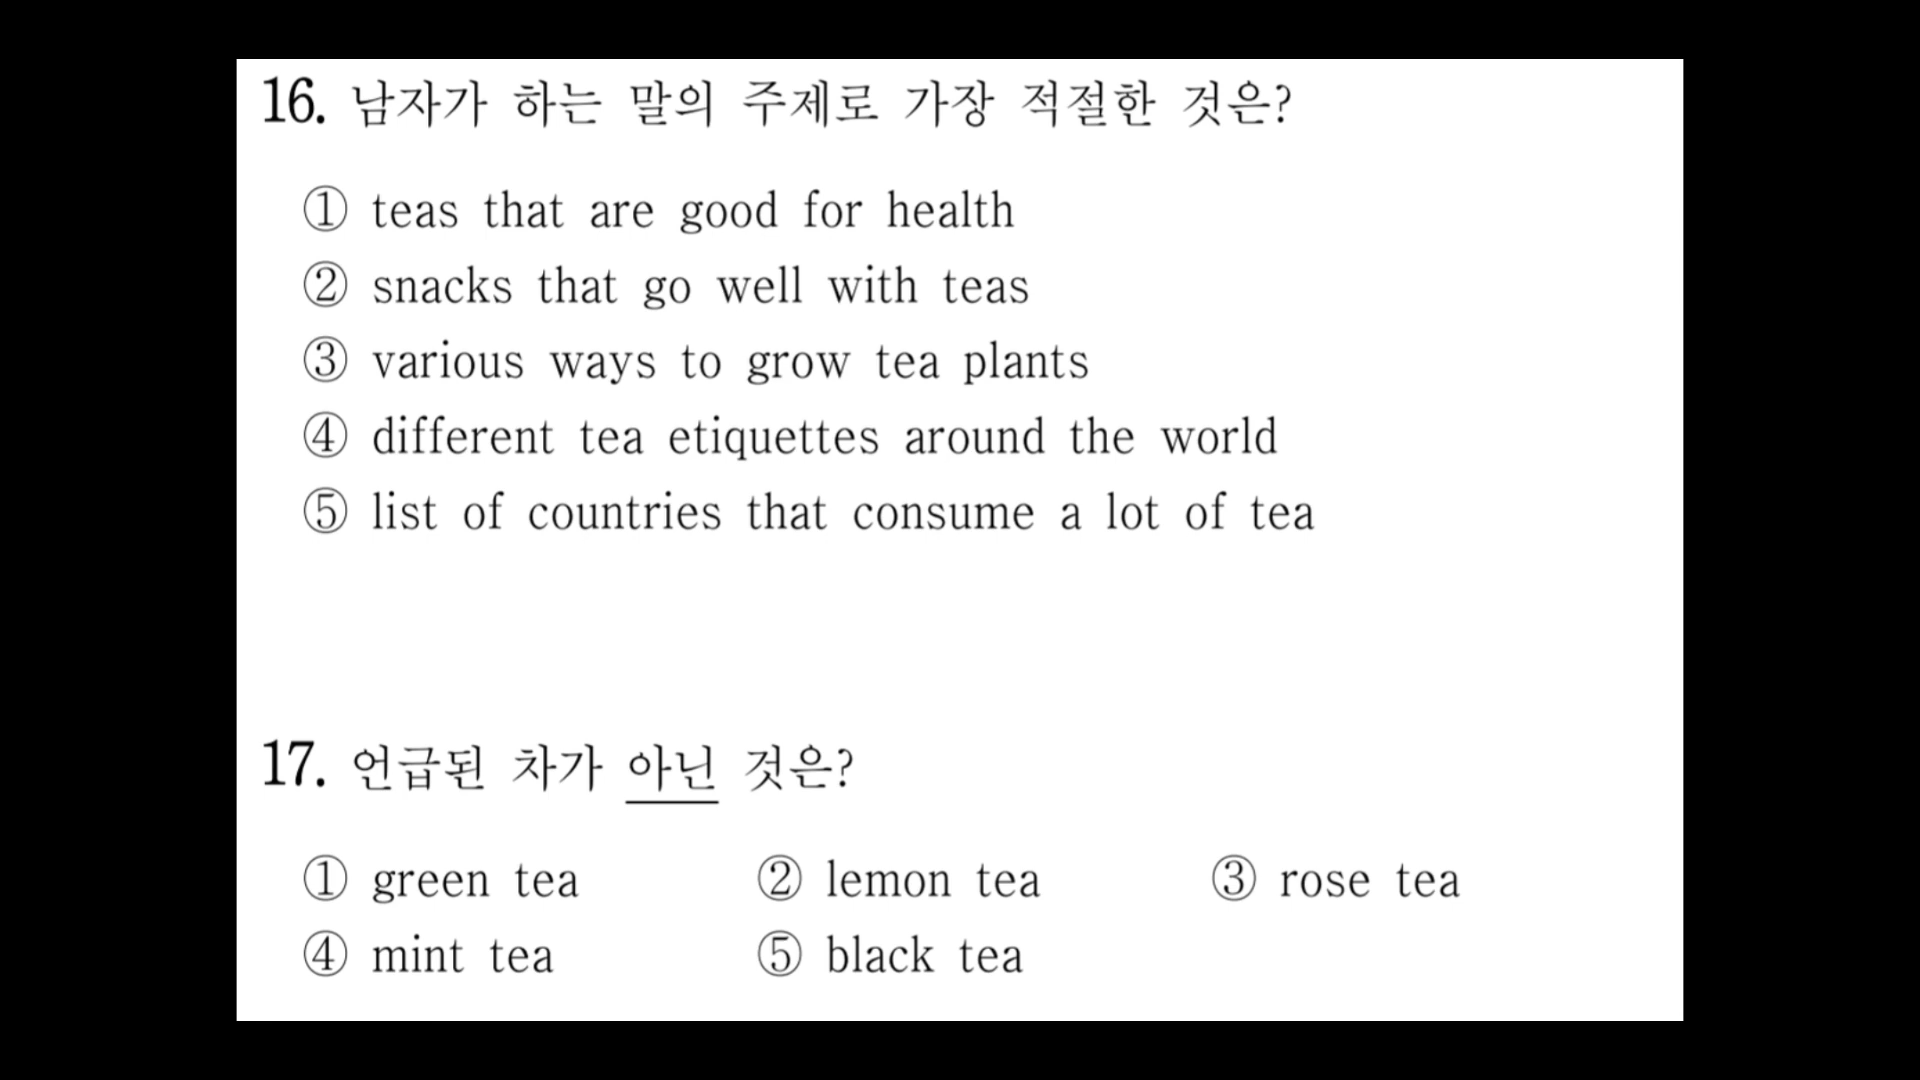 16. 남자가 하는 말의 주제로 가장 적절한 것은?
① teas that are good for health
② snacks that go well with teas
③ various ways to grow tea plants
④ different tea etiquettes around the world
⑤ list of countries that consume a lot of tea
17. 언급된 차가 아닌 것은?
① green tea ② lemon tea ③ rose tea
④ mint tea ⑤ black tea